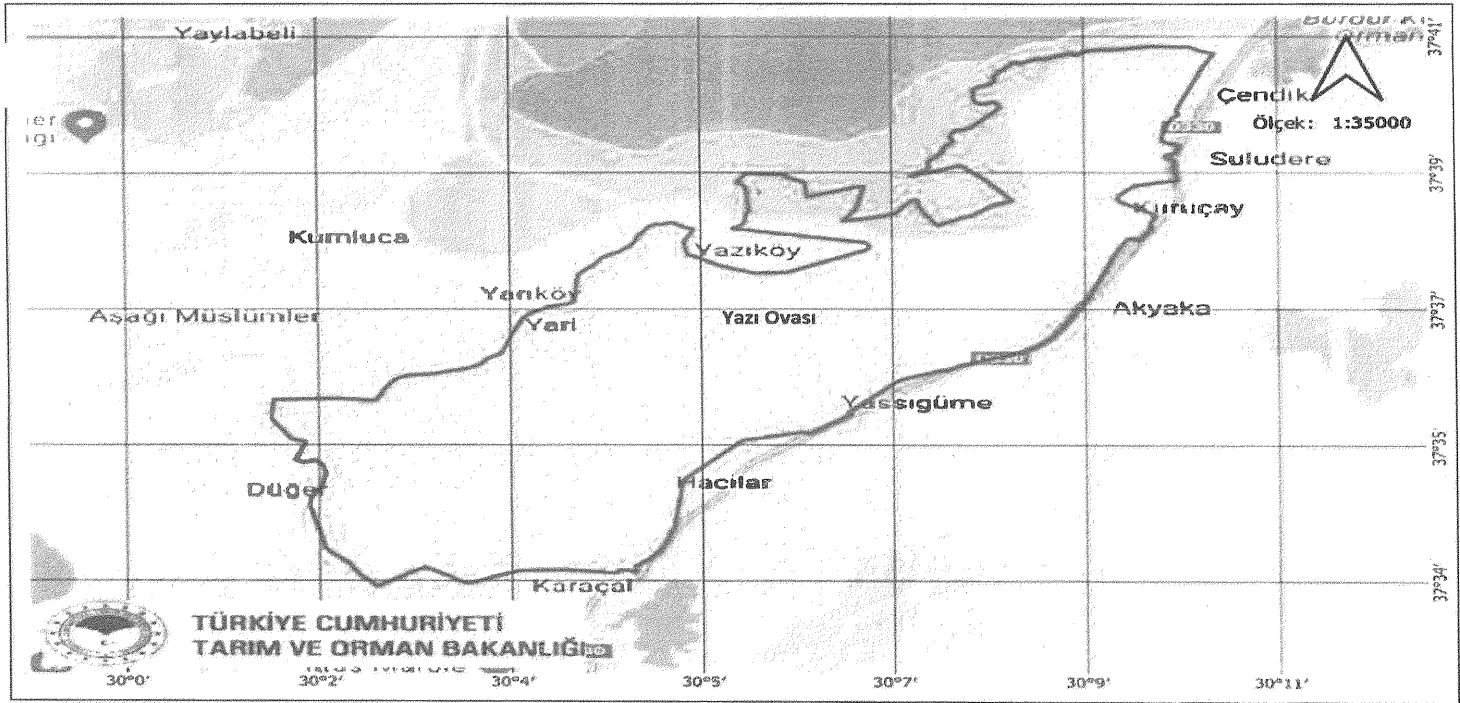 Yaylabeli
37°41'
Çendik
Ölçek: 1:35000
Suludere
37°39'
Kuruçay
Kumluca
Yazıköy
Yarıköy
37°37'
Aşağı Müslümler
Yari
Yazı Ovası
Akyaka
Yassıgüme
37°35'
Düğer
Hacılar
Karaçal
37°34'
TÜRKİYE CUMHURİYETİ
TARIM VE ORMAN BAKANLIĞI
30°0' 30°2' 30°4' 30°5' 30°7' 30°9' 30°11'